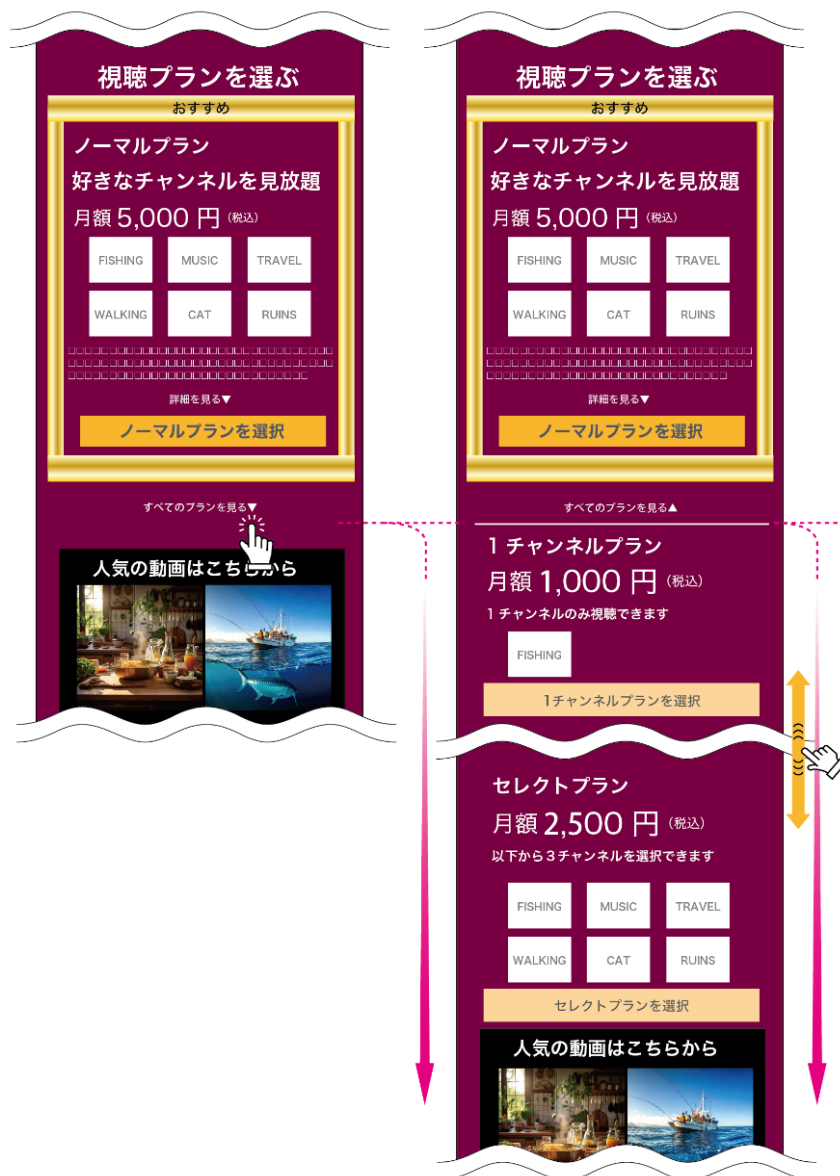 視聴プランを選ぶ
おすすめ
ノーマルプラン
好きなチャンネルを見放題
月額 5,000 円 (税込)
FISHING MUSIC TRAVEL
WALKING CAT RUINS
詳細を見る▼
ノーマルプランを選択
すべてのプランを見る▼
人気の動画はこちらから
視聴プランを選ぶ
おすすめ
ノーマルプラン
好きなチャンネルを見放題
月額 5,000 円 (税込)
FISHING MUSIC TRAVEL
WALKING CAT RUINS
詳細を見る▼
ノーマルプランを選択
すべてのプランを見る▲
1 チャンネルプラン
月額 1,000 円 (税込)
1 チャンネルのみ視聴できます
FISHING
1チャンネルプランを選択
セレクトプラン
月額 2,500 円 (税込)
以下から3チャンネルを選択できます
FISHING MUSIC TRAVEL
WALKING CAT RUINS
セレクトプランを選択
人気の動画はこちらから